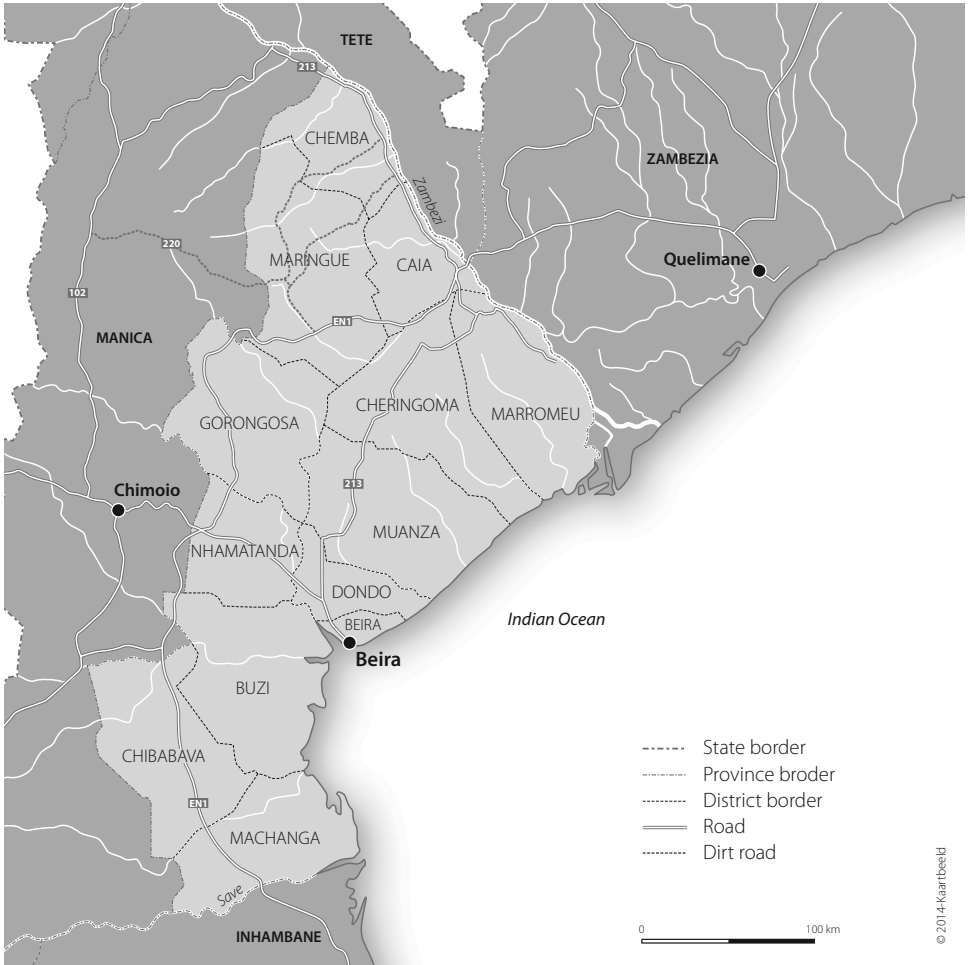 TETE
213
CHEMBA
ZAMBEZIA
Zambezi
220
MARINGUE
CAIA
Quelimane
102
EN1
MANICA
CHERINGOMA
MARROMEU
GORONGOSA
213
Chimoio
MUANZA
NHAMATANDA
DONDO
BEIRA
Indian Ocean
Beira
BUZI
CHIBABAVA
EN1
MACHANGA
Save
INHAMBANE
State border
Province broder
District border
Road
Dirt road
0 100 km
© 2014-Kaartbeeld